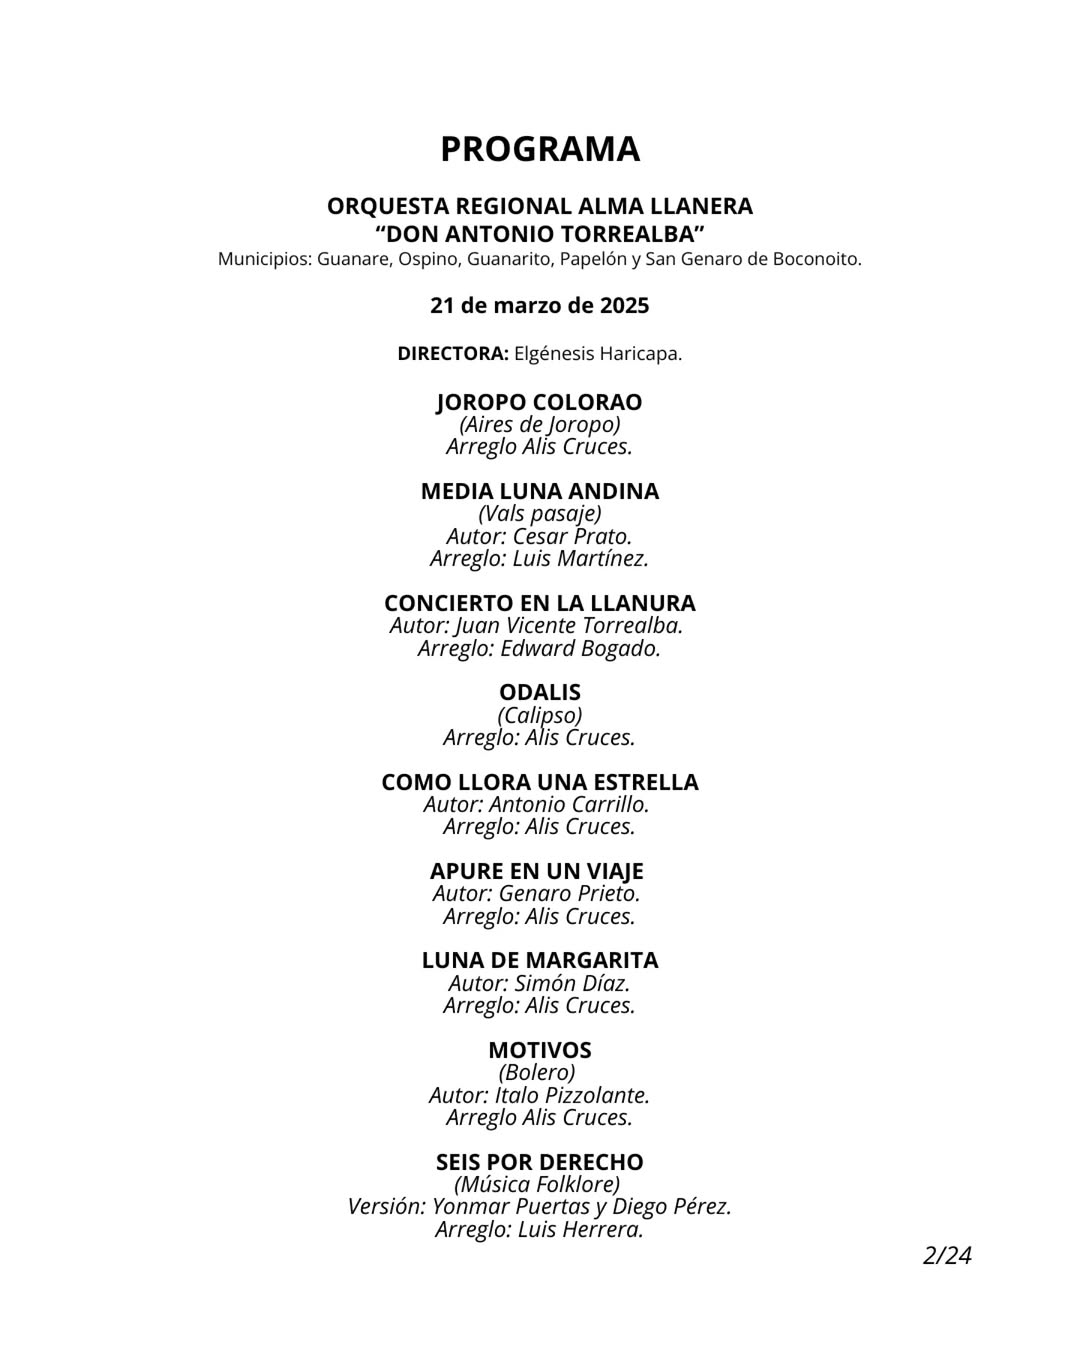 PROGRAMA
ORQUESTA REGIONAL ALMA LLANERA
“DON ANTONIO TORREALBA”
Municipios: Guanare, Ospino, Guanarito, Papelón y San Genaro de Boconoito.
21 de marzo de 2025
DIRECTORA: Elgénesis Haricapa.
JOROPO COLORAO
(Aires de Joropo)
Arreglo Alis Cruces.
MEDIA LUNA ANDINA
(Vals pasaje)
Autor: Cesar Prato.
Arreglo: Luis Martínez.
CONCIERTO EN LA LLANURA
Autor: Juan Vicente Torrealba.
Arreglo: Edward Bogado.
ODALIS
(Calipso)
Arreglo: Alis Cruces.
COMO LLORA UNA ESTRELLA
Autor: Antonio Carrillo.
Arreglo: Alis Cruces.
APURE EN UN VIAJE
Autor: Genaro Prieto.
Arreglo: Alis Cruces.
LUNA DE MARGARITA
Autor: Simón Díaz.
Arreglo: Alis Cruces.
MOTIVOS
(Bolero)
Autor: Italo Pizzolante.
Arreglo Alis Cruces.
SEIS POR DERECHO
(Música Folklore)
Versión: Yonmar Puertas y Diego Pérez.
Arreglo: Luis Herrera.
2/24